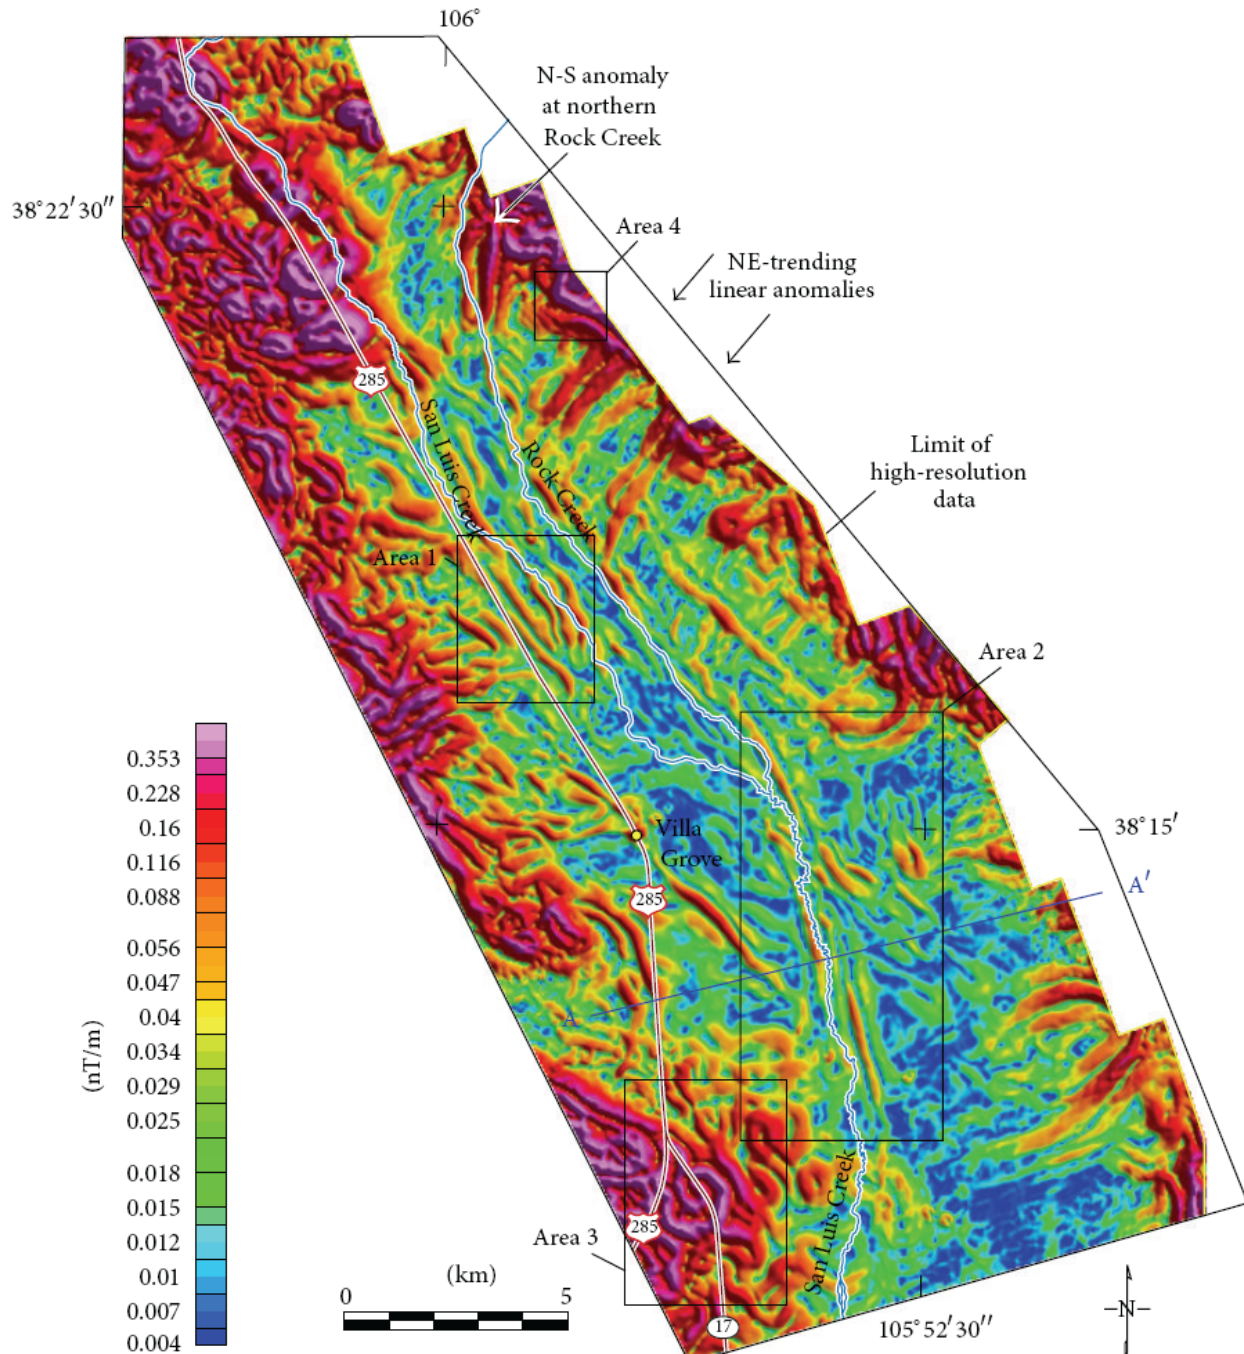 106°
N-S anomaly
at northern
Rock Creek
38°22′30″
Area 4
NE-trending
linear anomalies
285
San Luis Creek
Rock Creek
Limit of
high-resolution
data
Area 1
Area 2
Villa
Grove
38°15′
285
A
A′
0.353
0.228
0.16
0.116
0.088
0.056
0.047
0.04
0.034
0.029
0.025
0.018
0.015
0.012
0.01
0.007
0.004
(nT/m)
San Luis Creek
285
Area 3
17
(km)
0 5
105°52′30″
N